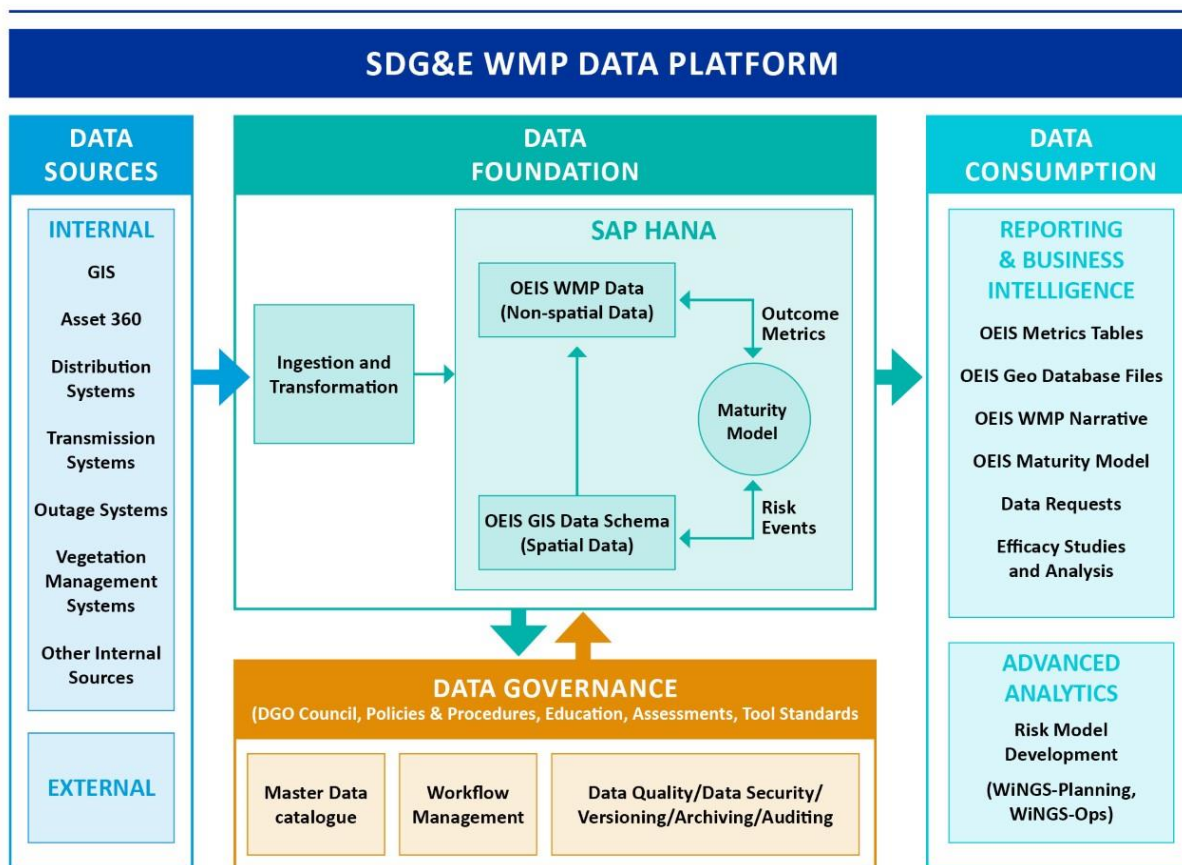 SDG&E WMP DATA PLATFORM
DATA
SOURCES
INTERNAL
GIS
Asset 360
Distribution
Systems
Transmission
Systems
Outage Systems
Vegetation
Management
Systems
Other Internal
Sources
EXTERNAL
DATA
FOUNDATION
Ingestion and
Transformation
SAP HANA
OEIS WMP Data
(Non-spatial Data)
Outcome
Metrics
Maturity
Model
OEIS GIS Data Schema
(Spatial Data)
Risk
Events
DATA GOVERNANCE
(DGO Council, Policies & Procedures, Education, Assessments, Tool Standards
Master Data
catalogue
Workflow
Management
Data Quality/Data Security/
Versioning/Archiving/Auditing
DATA
CONSUMPTION
REPORTING
& BUSINESS
INTELLIGENCE
OEIS Metrics Tables
OEIS Geo Database Files
OEIS WMP Narrative
OEIS Maturity Model
Data Requests
Efficacy Studies
and Analysis
ADVANCED
ANALYTICS
Risk Model
Development
(WiNGS-Planning,
WiNGS-Ops)